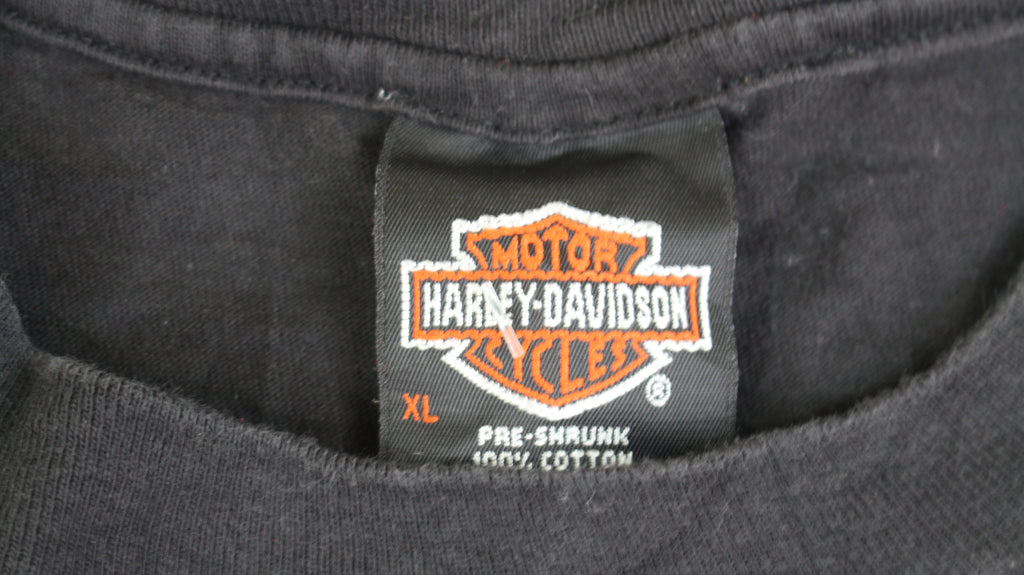 MOTOR
HARLEY-DAVIDSON
CYCLES
®
XL
PRE-SHRUNK
100% COTTON